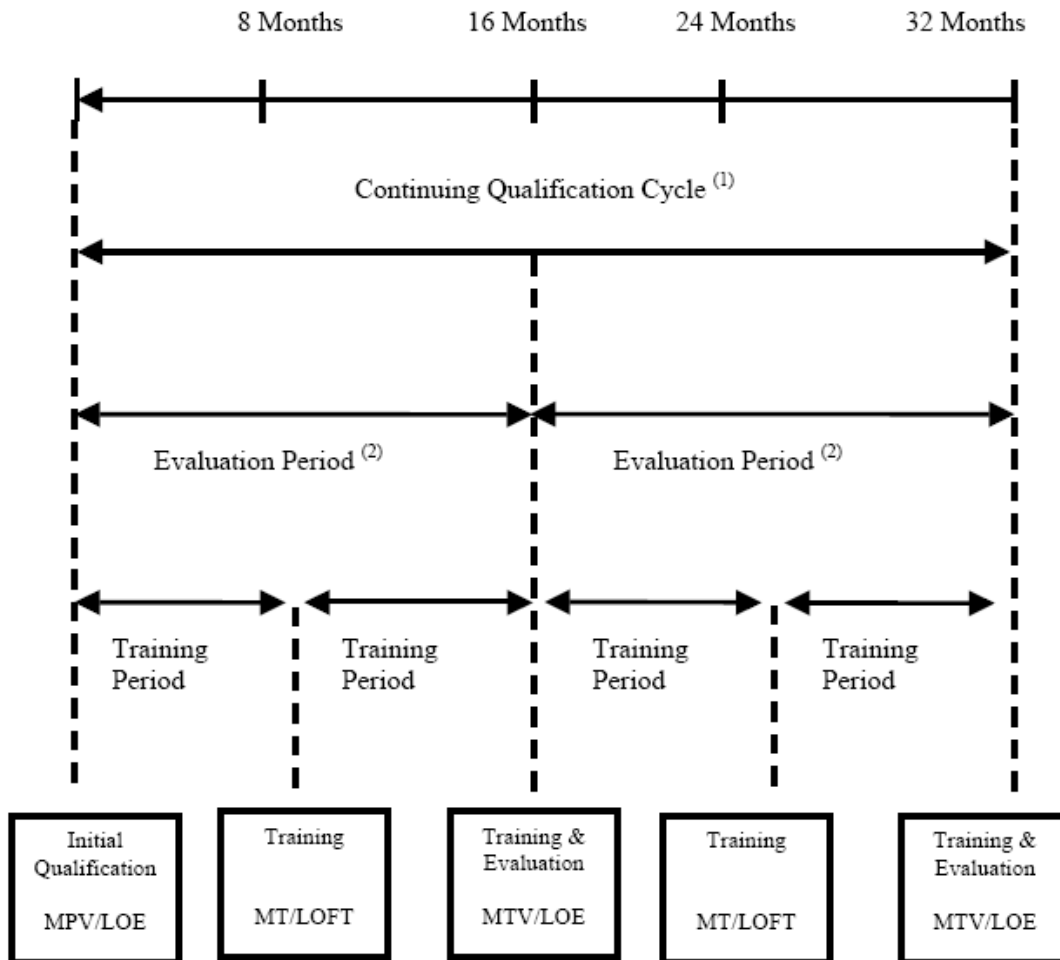 8 Months 16 Months 24 Months 32 Months
Continuing Qualification Cycle (1)
Evaluation Period (2) Evaluation Period (2)
Training Period
Training Period
Training Period
Training Period
Initial
Qualification
MPV/LOE
Training
MT/LOFT
Training &
Evaluation
MTV/LOE
Training
MT/LOFT
Training &
Evaluation
MTV/LOE